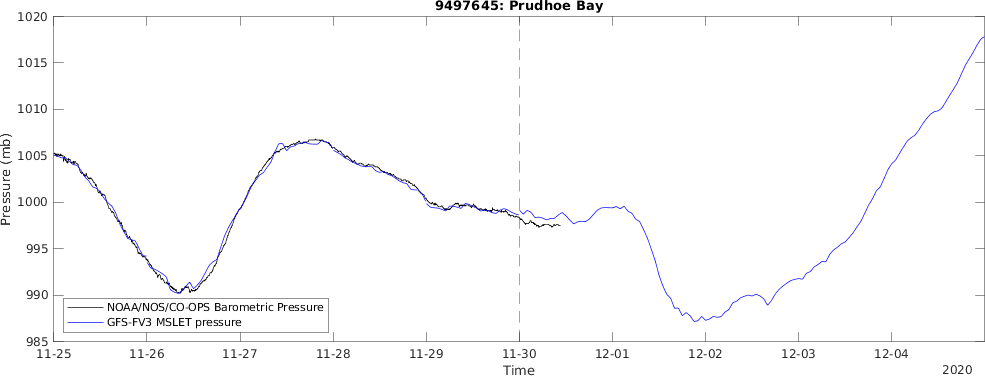 9497645: Prudhoe Bay
1020
1015
1010
1005
1000
995
990
985
Pressure (mb)
NOAA/NOS/CO-OPS Barometric Pressure
GFS-FV3 MSLET pressure
11-25 11-26 11-27 11-28 11-29 11-30 12-01 12-02 12-03 12-04
Time
2020